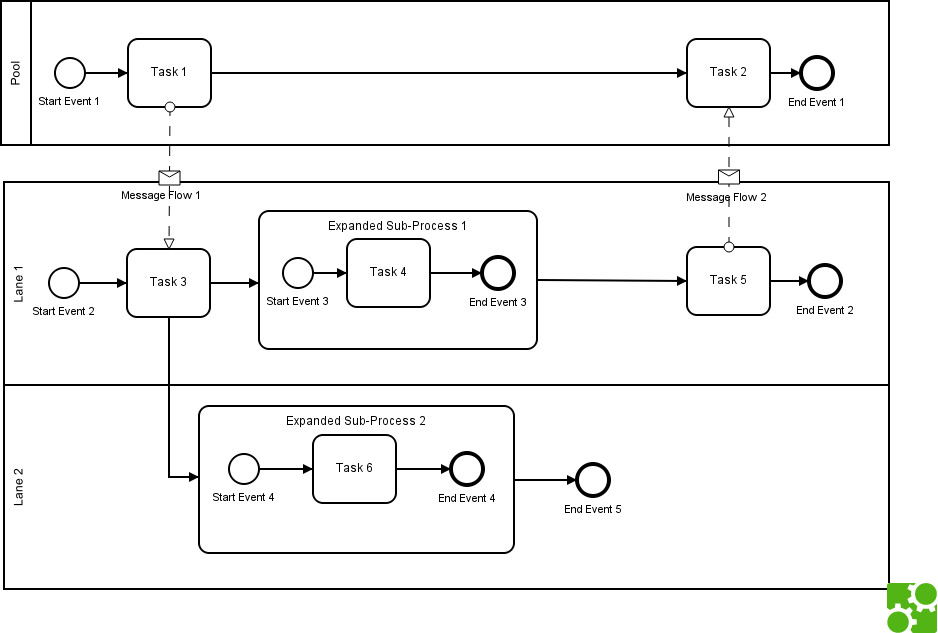 Pool
Task 1
Task 2
Start Event 1
End Event 1
Message Flow 1
Message Flow 2
Lane 1
Expanded Sub-Process 1
Task 3
Task 4
Task 5
Start Event 2
Start Event 3
End Event 3
End Event 2
Lane 2
Expanded Sub-Process 2
Task 6
Start Event 4
End Event 4
End Event 5